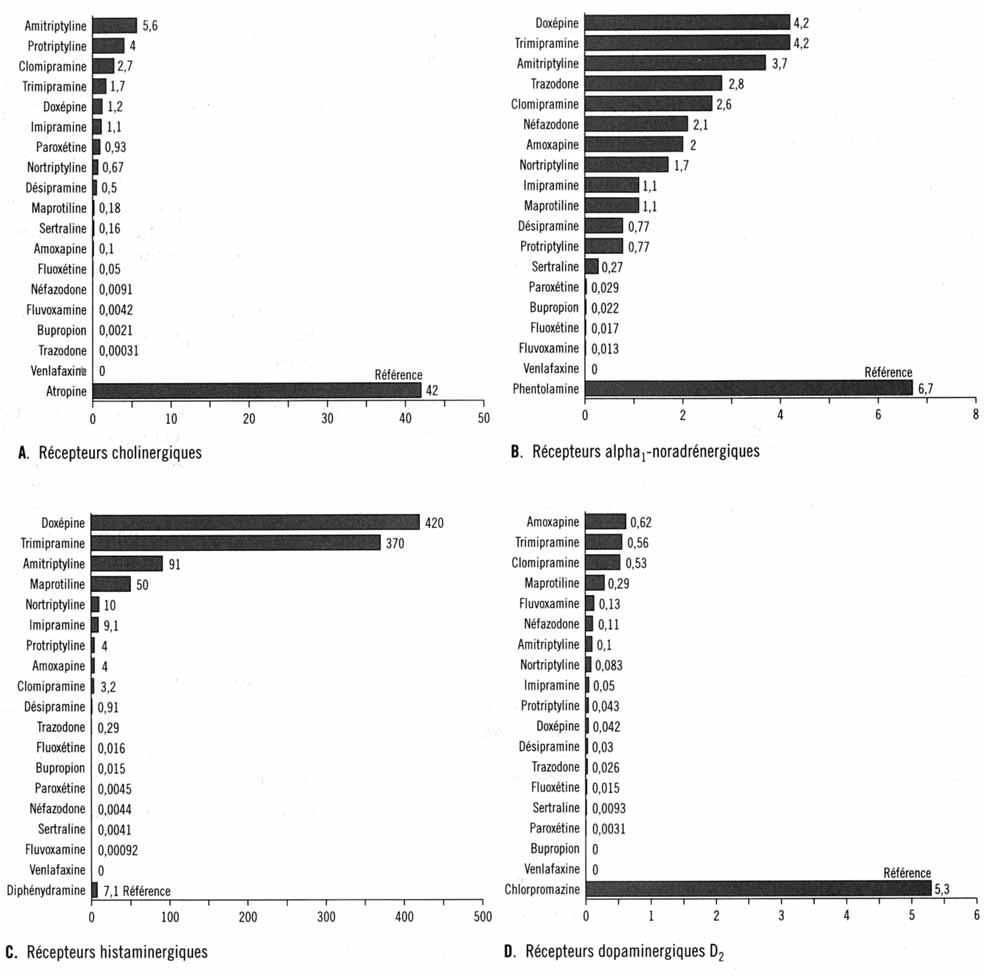 Amitriptyline 5,6
Protriptyline 4
Clomipramine 2,7
Trimipramine 1,7
Doxépine 1,2
Imipramine 1,1
Paroxétine 0,93
Nortriptyline 0,67
Désipramine 0,5
Maprotiline 0,18
Sertraline 0,16
Amoxapine 0,1
Fluoxétine 0,05
Néfazodone 0,0091
Fluvoxamine 0,0042
Bupropion 0,0021
Trazodone 0,00031
Venlafaxine 0
Référence
Atropine 42
0 10 20 30 40 50
A. Récepteurs cholinergiques
Doxépine 4,2
Trimipramine 4,2
Amitriptyline 3,7
Trazodone 2,8
Clomipramine 2,6
Néfazodone 2,1
Amoxapine 2
Nortriptyline 1,7
Imipramine 1,1
Maprotiline 1,1
Désipramine 0,77
Protriptyline 0,77
Sertraline 0,27
Paroxétine 0,029
Bupropion 0,022
Fluoxétine 0,017
Fluvoxamine 0,013
Venlafaxine 0
Référence
Phentolamine 6,7
0 2 4 6 8
B. Récepteurs alpha₁-noradrénergiques
Doxépine 420
Trimipramine 370
Amitriptyline 91
Maprotiline 50
Nortriptyline 10
Imipramine 9,1
Protriptyline 4
Amoxapine 4
Clomipramine 3,2
Désipramine 0,91
Trazodone 0,29
Fluoxétine 0,016
Bupropion 0,015
Paroxétine 0,0045
Néfazodone 0,0044
Sertraline 0,0041
Fluvoxamine 0,00092
Venlafaxine 0
Diphénydramine 7,1 Référence
0 100 200 300 400 500
C. Récepteurs histaminergiques
Amoxapine 0,62
Trimipramine 0,56
Clomipramine 0,53
Maprotiline 0,29
Fluvoxamine 0,13
Néfazodone 0,11
Amitriptyline 0,1
Nortriptyline 0,083
Imipramine 0,05
Protriptyline 0,043
Doxépine 0,042
Désipramine 0,03
Trazodone 0,026
Fluoxétine 0,015
Sertraline 0,0093
Paroxétine 0,0031
Bupropion 0
Venlafaxine 0
Référence
Chlorpromazine 5,3
0 1 2 3 4 5 6
D. Récepteurs dopaminergiques D₂